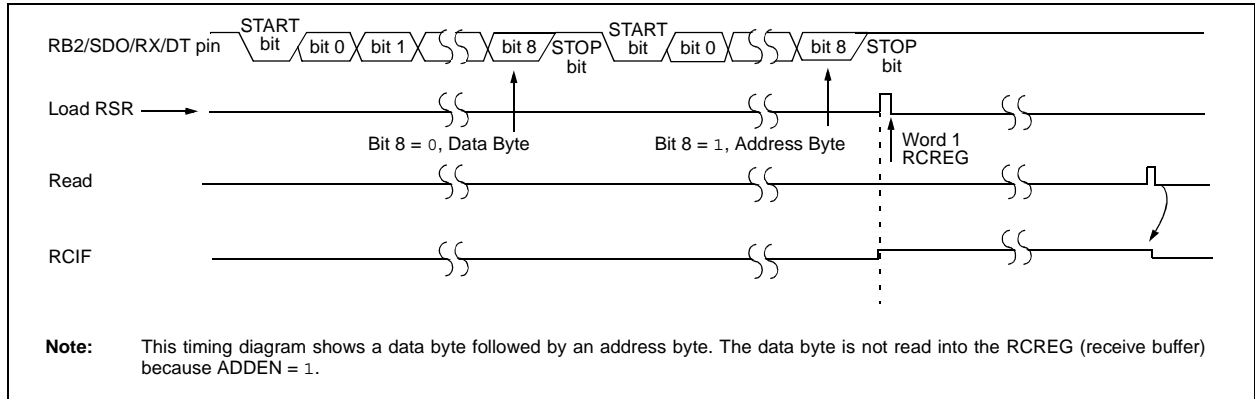 RB2/SDO/RX/DT pin
START
bit
bit 0
bit 1
bit 8
STOP
bit
START
bit
bit 0
bit 8
STOP
bit
Load RSR
Bit 8 = 0, Data Byte
Bit 8 = 1, Address Byte
Word 1
RCREG
Read
RCIF
Note: This timing diagram shows a data byte followed by an address byte. The data byte is not read into the RCREG (receive buffer)
because ADDEN = 1.